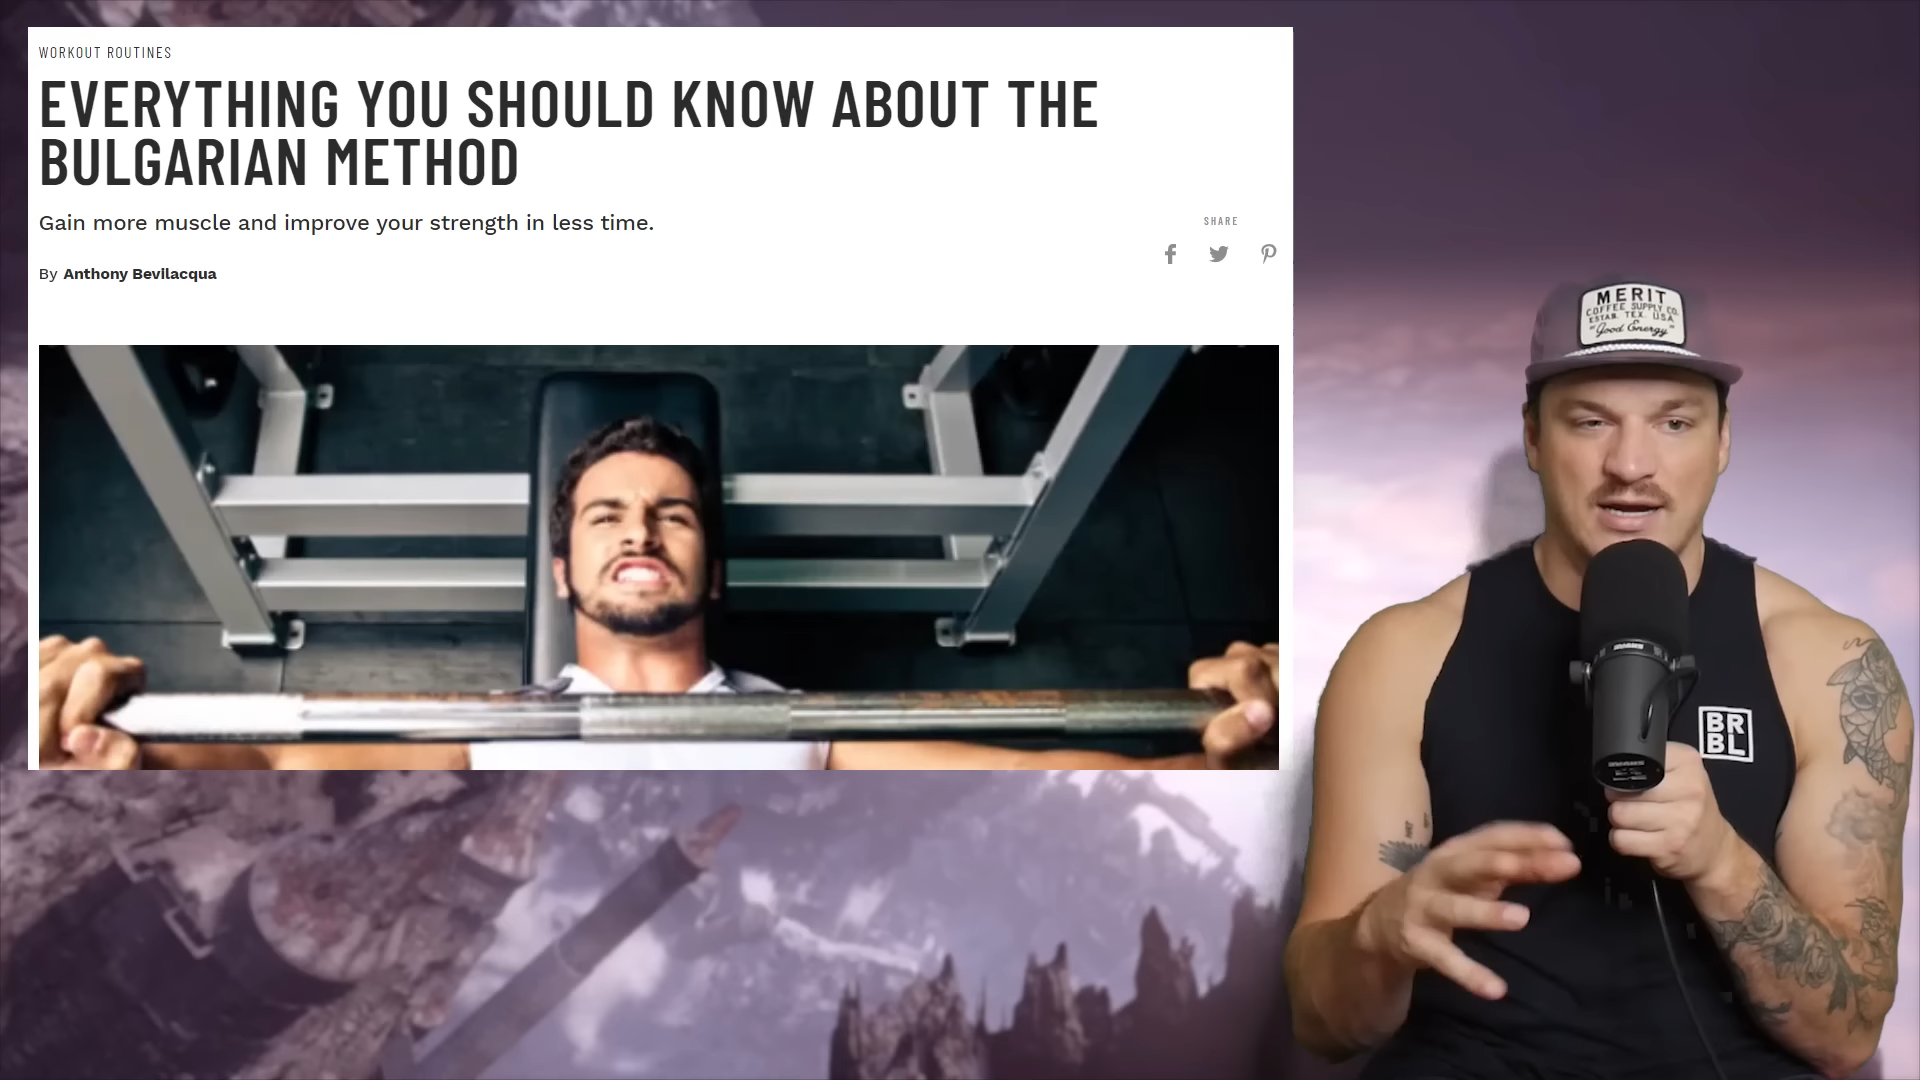 WORKOUT ROUTINES
EVERYTHING YOU SHOULD KNOW ABOUT THE
BULGARIAN METHOD
Gain more muscle and improve your strength in less time.
SHARE
By Anthony Bevilacqua
MERIT
COFFEE SUPPLY CO.
ESTAB. TEX. USA
"Good Energy"
BR
BL